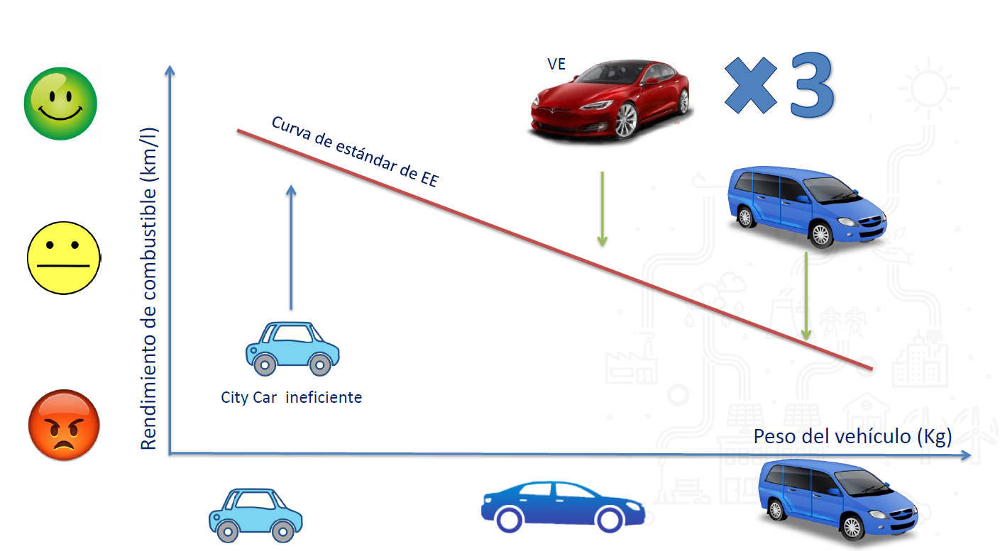 VE
✖3
Curva de estándar de EE
Rendimiento de combustible (km/l)
City Car ineficiente
Peso del vehículo (Kg)